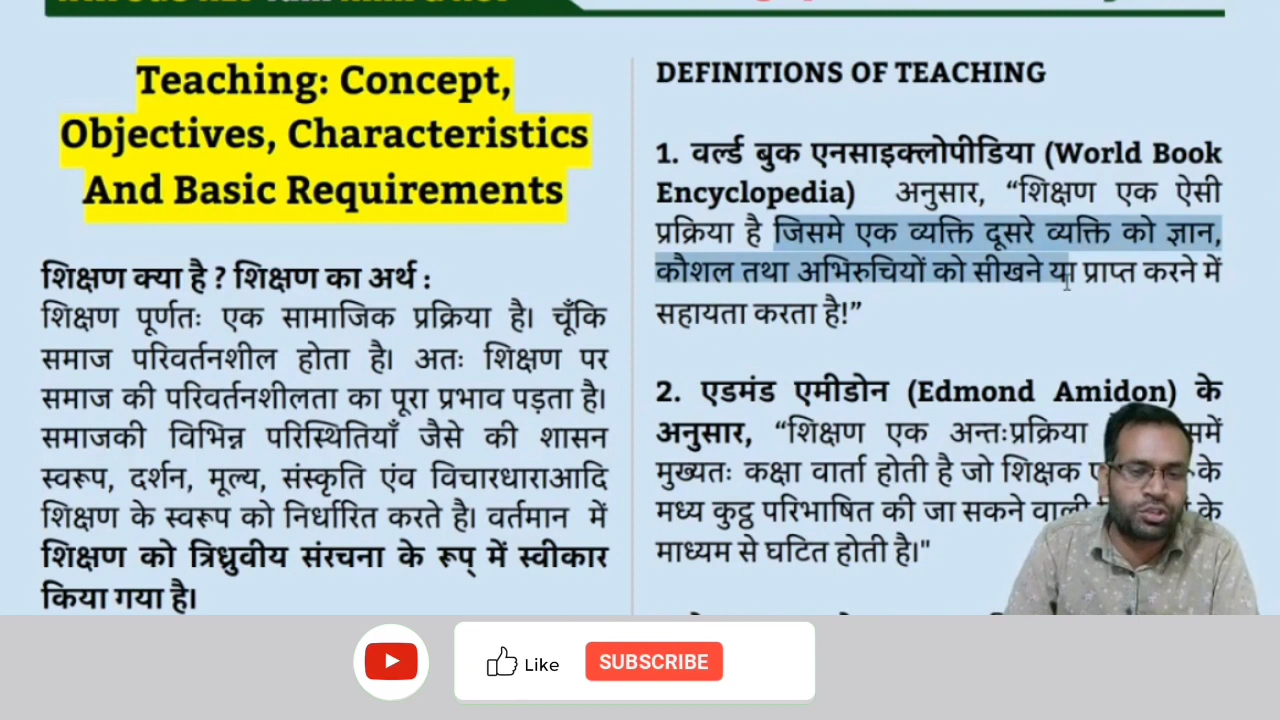 Teaching: Concept,
Objectives, Characteristics
And Basic Requirements
शिक्षण क्या है ? शिक्षण का अर्थ :
शिक्षण पूर्णतः एक सामाजिक प्रक्रिया है। चूँकि
समाज परिवर्तनशील होता है। अतः शिक्षण पर
समाज की परिवर्तनशीलता का पूरा प्रभाव पड़ता है।
समाजकी विभिन्न परिस्थितियाँ जैसे की शासन
स्वरूप, दर्शन, मूल्य, संस्कृति एंव विचारधाराआदि
शिक्षण के स्वरूप को निर्धारित करते है। वर्तमान में
शिक्षण को त्रिध्रुवीय संरचना के रूप् में स्वीकार
किया गया है।
DEFINITIONS OF TEACHING
1. वर्ल्ड बुक एनसाइक्लोपीडिया (World Book
Encyclopedia) अनुसार, “शिक्षण एक ऐसी
प्रक्रिया है जिसमे एक व्यक्ति दूसरे व्यक्ति को ज्ञान,
कौशल तथा अभिरुचियों को सीखने या प्राप्त करने में
सहायता करता है!”
2. एडमंड एमीडोन (Edmond Amidon) के
अनुसार, “शिक्षण एक अन्तःप्रक्रिया
मुख्यतः कक्षा वार्ता होती है जो शिक्षक के
मध्य कुछ परिभाषित की जा सकने वाली के
माध्यम से घटित होती है।"
Like
SUBSCRIBE